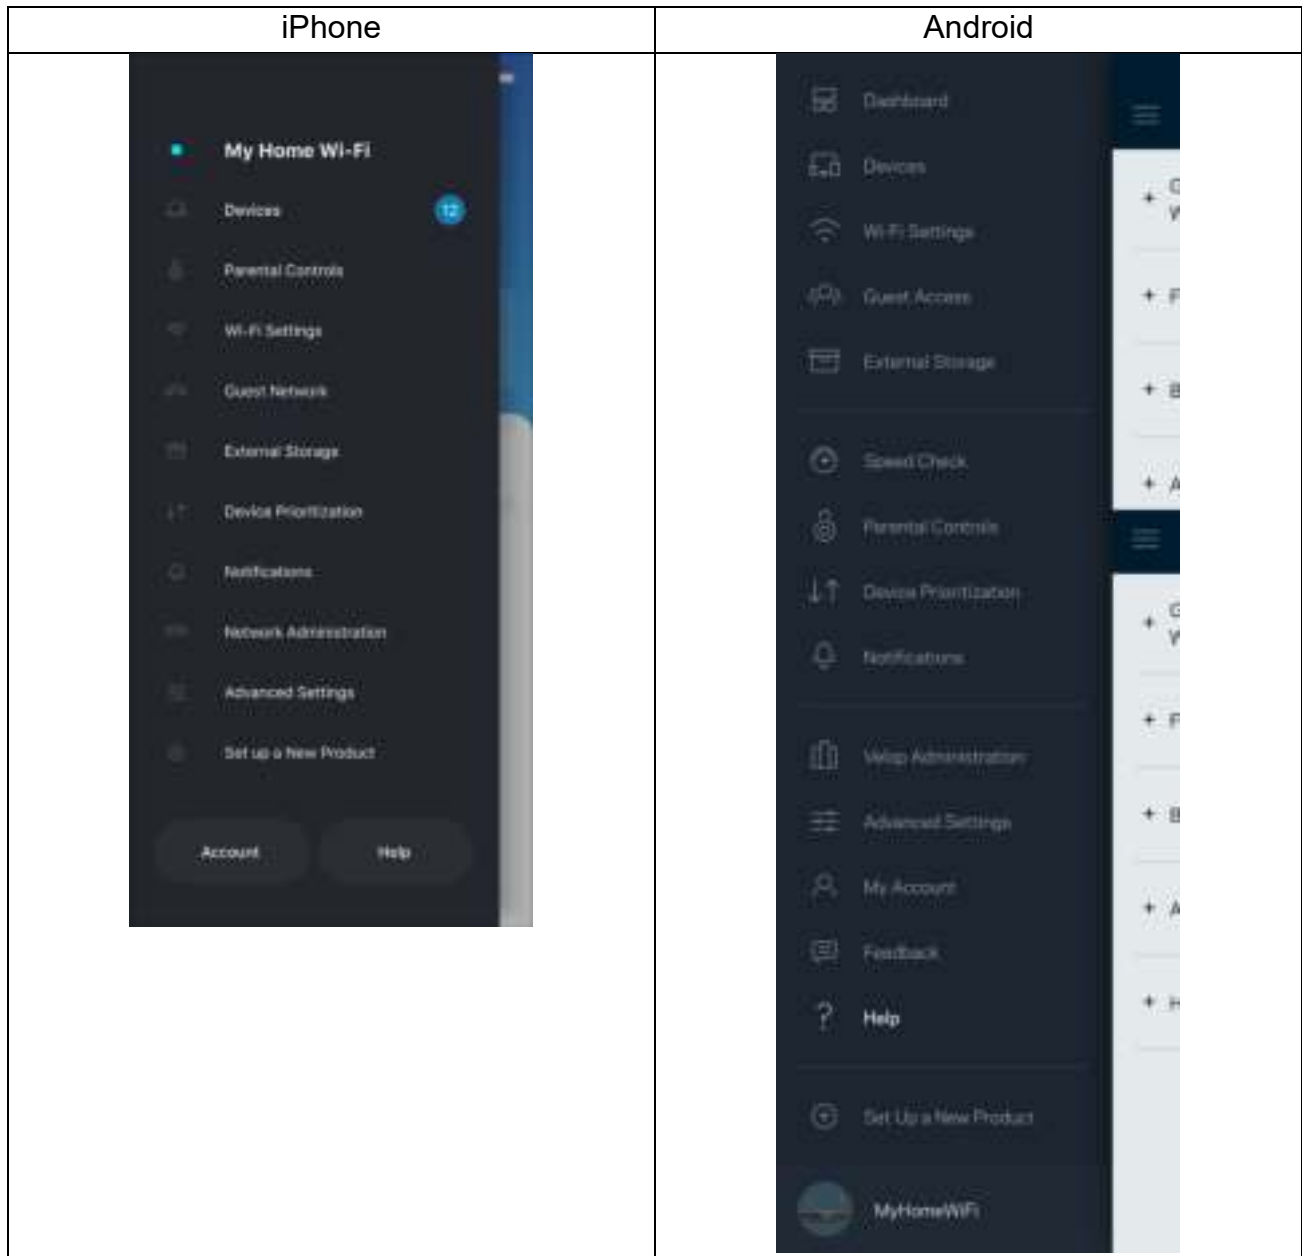 iPhone
Android
My Home Wi-Fi
Devices 12
Parental Controls
Wi-Fi Settings
Guest Network
External Storage
Device Prioritization
Notifications
Network Administration
Advanced Settings
Set up a New Product
Account Help
Dashboard
Devices
Wi-Fi Settings
Guest Access
External Storage
Speed Check
Parental Controls
Device Prioritization
Notifications
Velop Administration
Advanced Settings
My Account
Feedback
? Help
Set Up a New Product
MyHomeWiFi
+ G
W
+ F
+ B
+ A
+ G
W
+ F
+ B
+ A
+ H